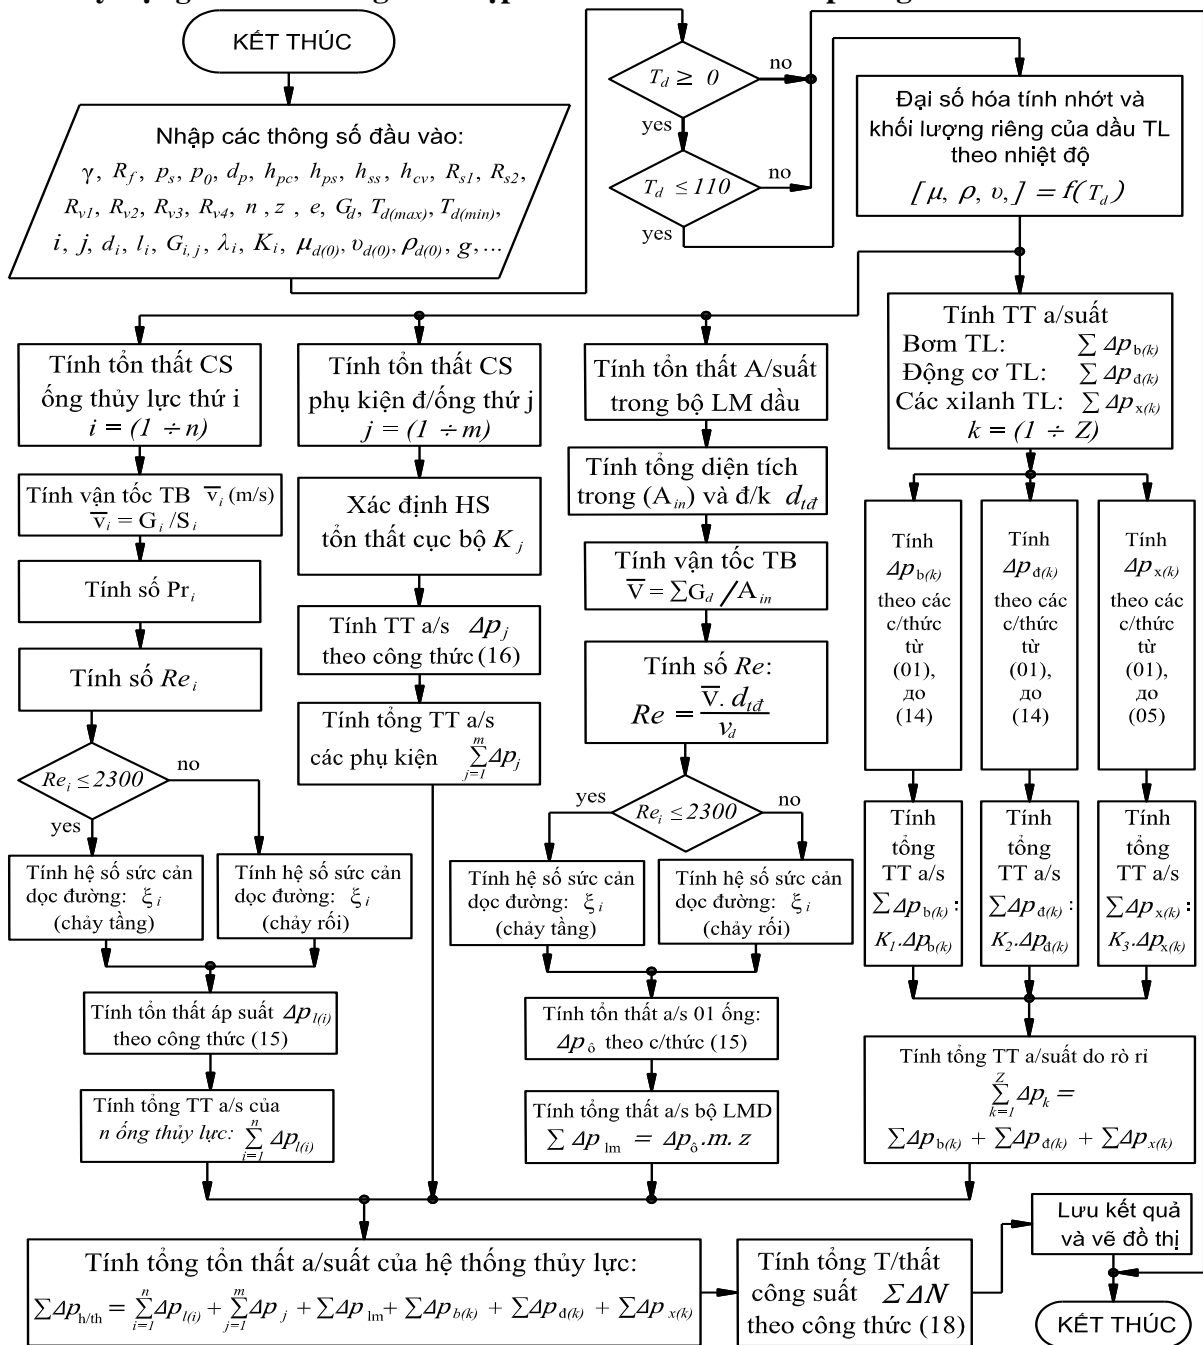 KẾT THÚC
Nhập các thông số đầu vào:
γ, R_f, p_s, p_0, d_p, h_pc, h_ps, h_ss, h_cv, R_s1, R_s2,
R_v1, R_v2, R_v3, R_v4, n, z, e, G_d, T_d(max), T_d(min),
i, j, d_i, l_i, G_i,j, λ_i, K_i, μ_d(0), υ_d(0), ρ_d(0), g,...
T_d ≥ 0
no
yes
T_d ≤ 110
no
yes
Đại số hóa tính nhớt và
khối lượng riêng của dầu TL
theo nhiệt độ
[μ, ρ, υ,] = f(T_d)
Tính tổn thất CS
ống thủy lực thứ i
i = (1 ÷ n)
Tính vận tốc TB v̅_i (m/s)
v̅_i = G_i /S_i
Tính số Pr_i
Tính số Re_i
Re_i ≤ 2300
no
yes
Tính hệ số sức cản
dọc đường: ξ_i
(chảy tầng)
Tính hệ số sức cản
dọc đường: ξ_i
(chảy rối)
Tính tổn thất áp suất Δp_l(i)
theo công thức (15)
Tính tổng TT a/s của
n ống thủy lực: ∑_{i=1}^{n} Δp_l(i)
Tính tổn thất CS
phụ kiện đ/ống thứ j
j = (1 ÷ m)
Xác định HS
tổn thất cục bộ K_j
Tính TT a/s Δp_j
theo công thức (16)
Tính tổng TT a/s
các phụ kiện ∑_{j=1}^{m} Δp_j
Tính tổn thất A/suất
trong bộ LM dầu
Tính tổng diện tích
trong (A_in) và đ/k d_tđ
Tính vận tốc TB
V̅ = ∑G_d /A_in
Tính số Re:
Re = V̅. d_tđ / ν_d
yes
Re_i ≤ 2300
no
Tính hệ số sức cản
dọc đường: ξ_i
(chảy tầng)
Tính hệ số sức cản
dọc đường: ξ_i
(chảy rối)
Tính tổn thất a/s 01 ống:
Δp_ô theo c/thức (15)
Tính tổng thất a/s bộ LMD
∑ Δp_lm = Δp_ô.m.z
Tính TT a/suất
Bơm TL: ∑ Δp_b(k)
Động cơ TL: ∑ Δp_đ(k)
Các xilanh TL: ∑ Δp_x(k)
k = (1 ÷ Z)
Tính
Δp_b(k)
theo các
c/thức
từ
(01),
до
(14)
Tính
Δp_đ(k)
theo các
c/thức
từ
(01),
до
(14)
Tính
Δp_x(k)
theo các
c/thức
từ
(01),
до
(05)
Tính
tổng
TT a/s
∑Δp_b(k):
K_1.Δp_b(k)
Tính
tổng
TT a/s
∑Δp_đ(k):
K_2.Δp_đ(k)
Tính
tổng
TT a/s
∑Δp_x(k):
K_3.Δp_x(k)
Tính tổng TT a/suất do rò rỉ
∑_{k=1}^{Z} Δp_k =
∑Δp_b(k) + ∑Δp_đ(k) + ∑Δp_x(k)
Tính tổng tổn thất a/suất của hệ thống thủy lực:
∑Δp_h/th = ∑_{i=1}^{n} Δp_l(i) + ∑_{j=1}^{m} Δp_j + ∑Δp_lm + ∑Δp_b(k) + ∑Δp_đ(k) + ∑Δp_x(k)
Tính tổng T/thất
công suất ΣΔN
theo công thức (18)
Lưu kết quả
và vẽ đồ thị
KẾT THÚC